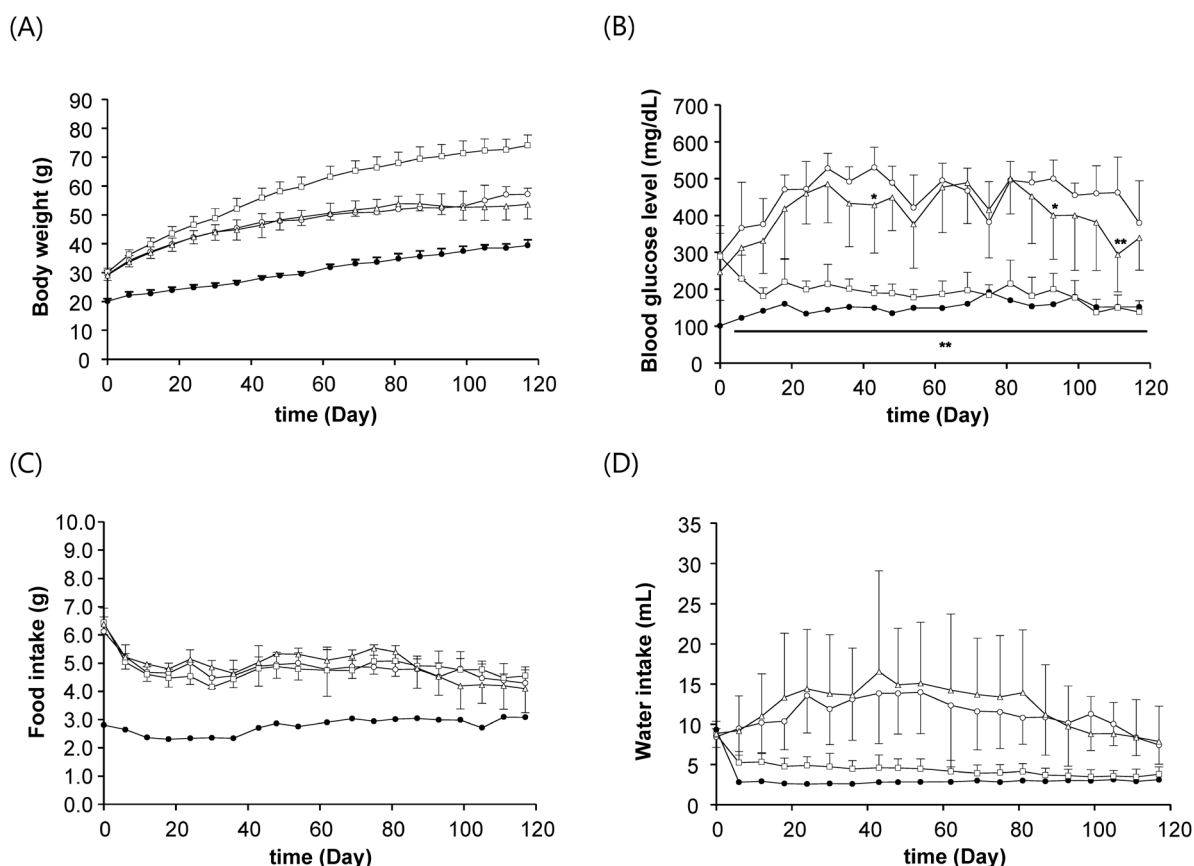 (A)
90
80
70
60
50
40
30
20
10
0
Body weight (g)
0 20 40 60 80 100 120
time (Day)
(B)
700
600
500
400
300
200
100
0
Blood glucose level (mg/dL)
*
*
**
**
0 20 40 60 80 100 120
time (Day)
(C)
10.0
9.0
8.0
7.0
6.0
5.0
4.0
3.0
2.0
1.0
0.0
Food intake (g)
0 20 40 60 80 100 120
time (Day)
(D)
35
30
25
20
15
10
5
0
Water intake (mL)
0 20 40 60 80 100 120
time (Day)